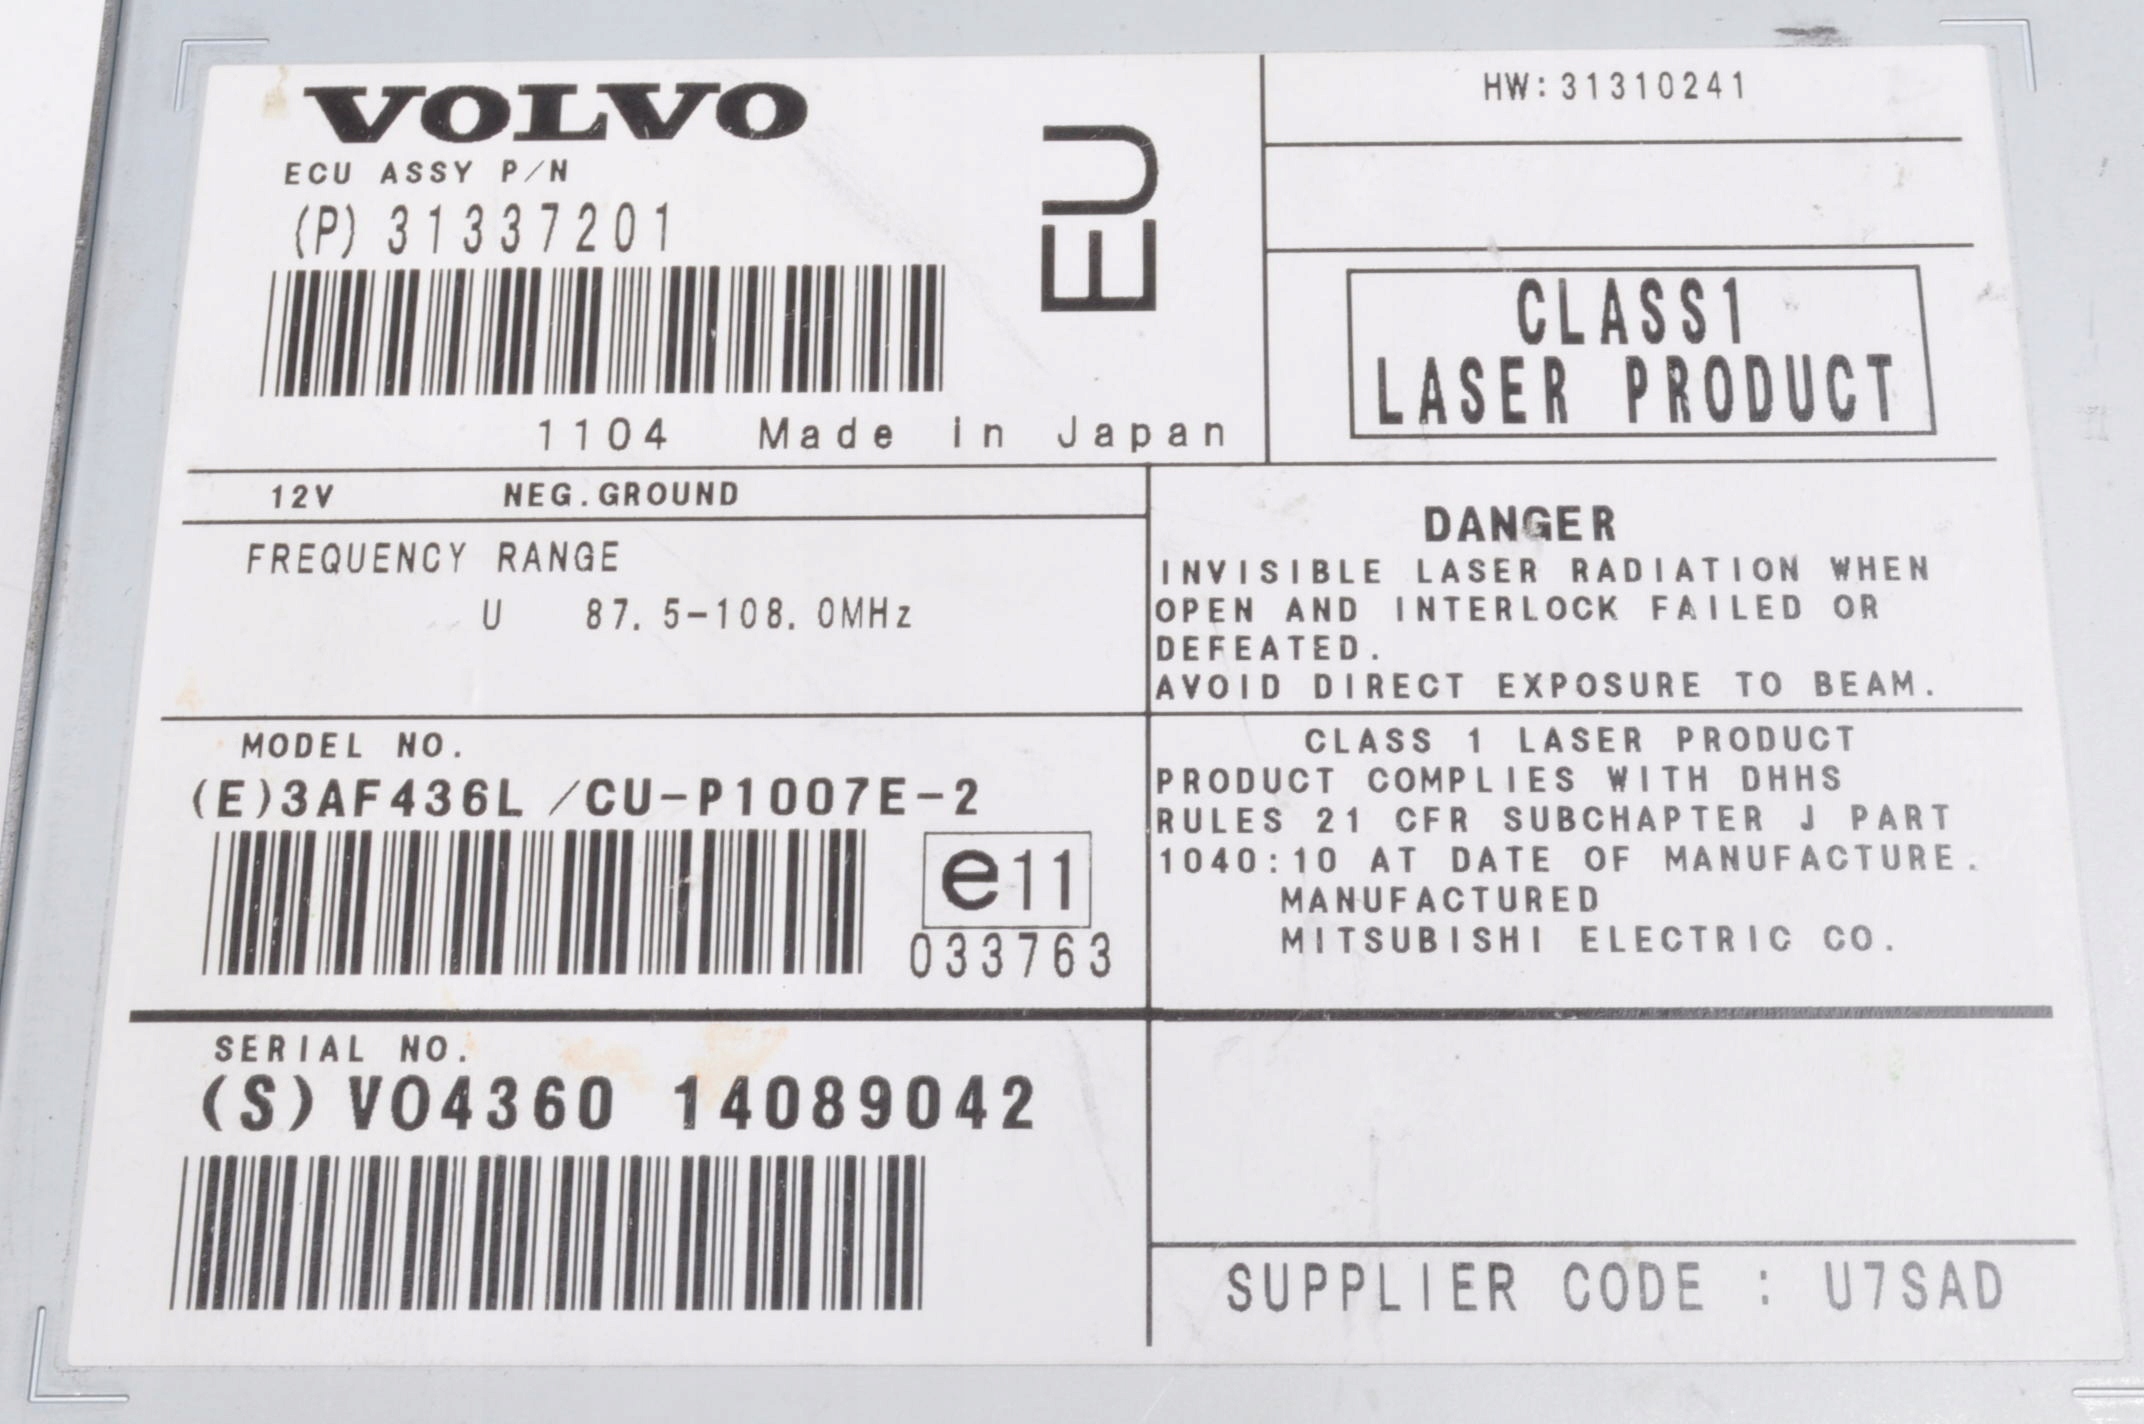 VOLVO
ECU ASSY P/N
(P) 31337201
EU
1104 Made in Japan
HW:31310241
CLASS1
LASER PRODUCT
12V NEG.GROUND
FREQUENCY RANGE
U 87.5-108.0MHz
DANGER
INVISIBLE LASER RADIATION WHEN
OPEN AND INTERLOCK FAILED OR
DEFEATED.
AVOID DIRECT EXPOSURE TO BEAM.
MODEL NO.
(E)3AF436L /CU-P1007E-2
e11
033763
CLASS 1 LASER PRODUCT
PRODUCT COMPLIES WITH DHHS
RULES 21 CFR SUBCHAPTER J PART
1040:10 AT DATE OF MANUFACTURE.
MANUFACTURED
MITSUBISHI ELECTRIC CO.
SERIAL NO.
(S) VO4360 14089042
SUPPLIER CODE : U7SAD